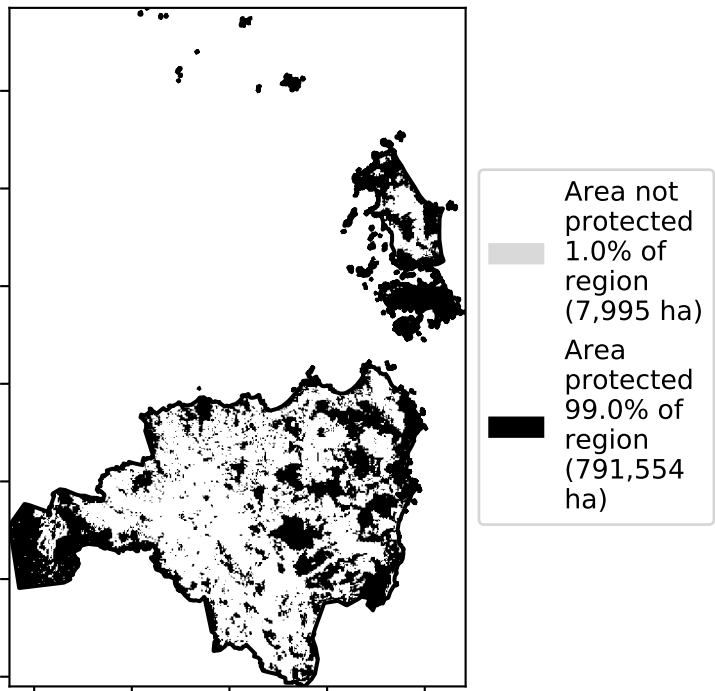 Area not
protected
1.0% of
region
(7,995 ha)
Area
protected
99.0% of
region
(791,554
ha)